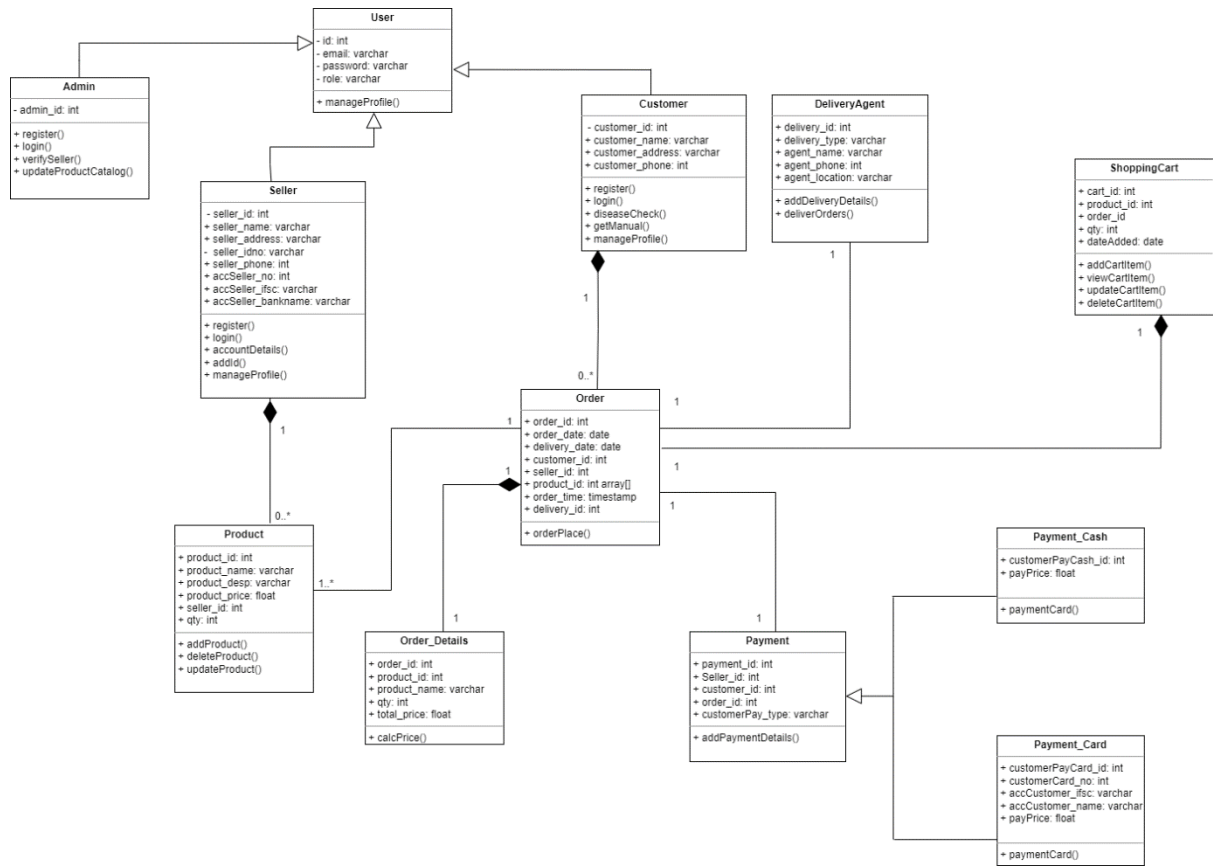 User
- id: int
- email: varchar
- password: varchar
- role: varchar
+ manageProfile()
Admin
- admin_id: int
+ register()
+ login()
+ verifySeller()
+ updateProductCatalog()
Customer
- customer_id: int
+ customer_name: varchar
+ customer_address: varchar
+ customer_phone: int
+ register()
+ login()
+ diseaseCheck()
+ getManual()
+ manageProfile()
1
0..*
DeliveryAgent
+ delivery_id: int
+ delivery_type: varchar
+ agent_name: varchar
+ agent_phone: int
+ agent_location: varchar
+ addDeliveryDetails()
+ deliverOrders()
1
ShoppingCart
+ cart_id: int
+ product_id: int
+ order_id
+ qty: int
+ dateAdded: date
+ addCartItem()
+ viewCartItem()
+ updateCartItem()
+ deleteCartItem()
1
Seller
- seller_id: int
+ seller_name: varchar
+ seller_address: varchar
- seller_idno: varchar
+ seller_phone: int
+ accSeller_no: int
+ accSeller_ifsc: varchar
+ accSeller_bankname: varchar
+ register()
+ login()
+ accountDetails()
+ addId()
+ manageProfile()
1
0..*
Order
+ order_id: int
+ order_date: date
+ delivery_date: date
+ customer_id: int
+ seller_id: int
+ product_id: int array[]
+ order_time: timestamp
+ delivery_id: int
+ orderPlace()
1
1
1
1
1
Product
+ product_id: int
+ product_name: varchar
+ product_desp: varchar
+ product_price: float
+ seller_id: int
+ qty: int
+ addProduct()
+ deleteProduct()
+ updateProduct()
1..*
1
Order_Details
+ order_id: int
+ product_id: int
+ product_name: varchar
+ qty: int
+ total_price: float
+ calcPrice()
1
Payment
+ payment_id: int
+ Seller_id: int
+ customer_id: int
+ order_id: int
+ customerPay_type: varchar
+ addPaymentDetails()
Payment_Cash
+ customerPayCash_id: int
+ payPrice: float
+ paymentCard()
Payment_Card
+ customerPayCard_id: int
+ customerCard_no: int
+ accCustomer_ifsc: varchar
+ accCustomer_name: varchar
+ payPrice: float
+ paymentCard()